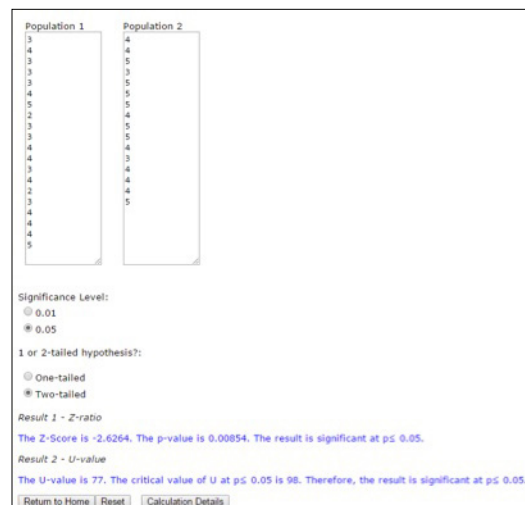 Population 1 Population 2
3 4
4 4
3 5
3 3
3 5
4 5
5 5
2 4
3 5
3 5
4 4
4 3
3 4
4 4
2 4
3 5
4
4
4
5
Significance Level:
0.01
0.05
1 or 2-tailed hypothesis?:
One-tailed
Two-tailed
Result 1 - Z-ratio
The Z-Score is -2.6264. The p-value is 0.00854. The result is significant at p≤ 0.05.
Result 2 - U-value
The U-value is 77. The critical value of U at p≤ 0.05 is 98. Therefore, the result is significant at p≤ 0.05.
Return to Home Reset Calculation Details